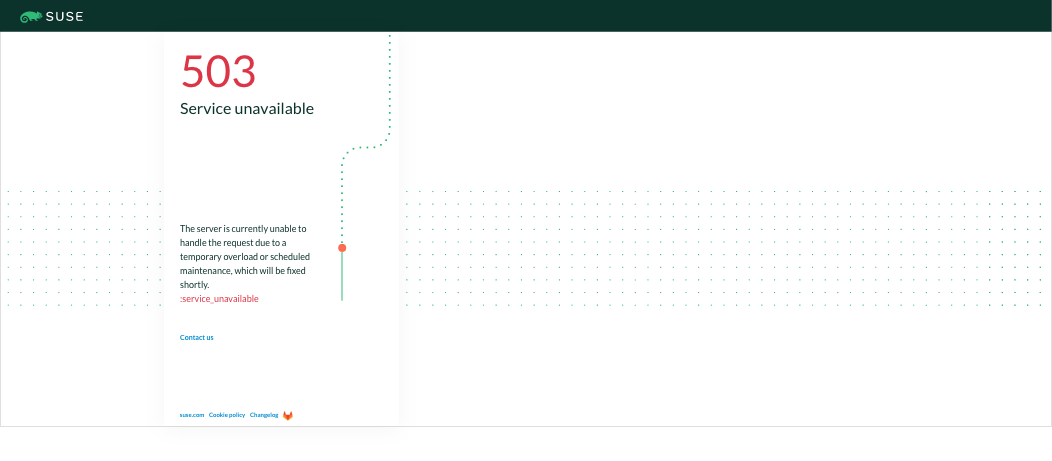 SUSE
503
Service unavailable
The server is currently unable to
handle the request due to a
temporary overload or scheduled
maintenance, which will be fixed
shortly.
:service_unavailable
Contact us
suse.com Cookie policy Changelog